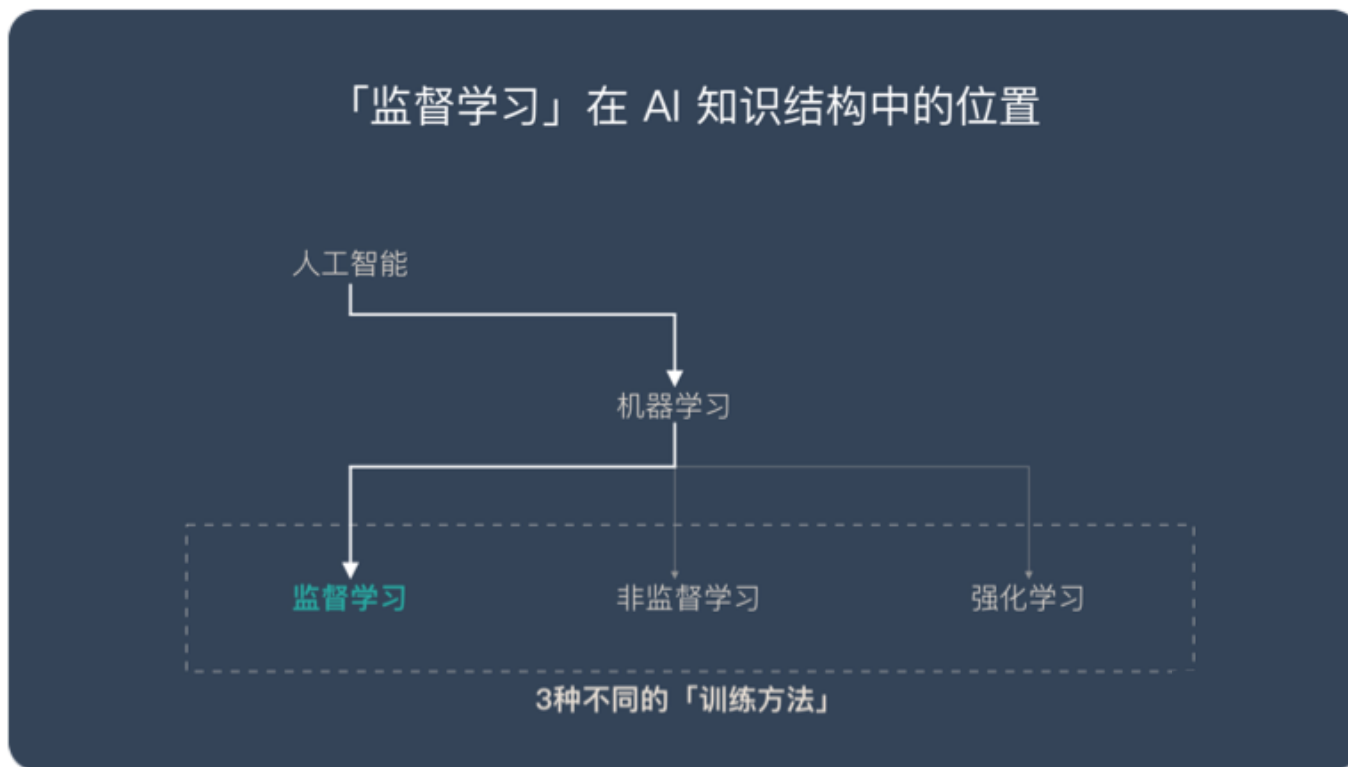 「监督学习」在 AI 知识结构中的位置
人工智能
机器学习
监督学习
非监督学习
强化学习
3种不同的「训练方法」